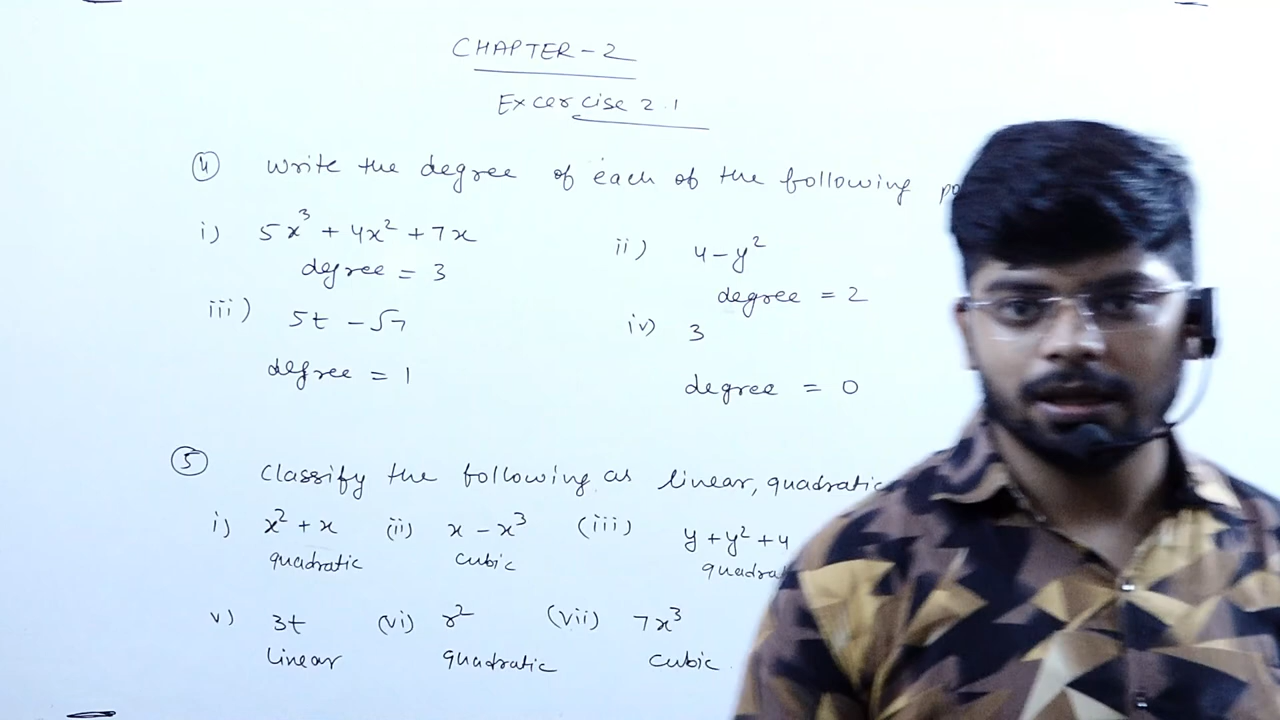 CHAPTER-2
Excercise 2.1
4 Write the degree of each of the following
i) 5x³ + 4x² + 7x
degree = 3
ii) 4-y²
degree = 2
iii) 5t - √7
degree = 1
iv) 3
degree = 0
5 Classify the following as linear, quadratic
i) x² + x (ii) x - x³ (iii) y + y² + 4
quadratic cubic
v) 3t (vi) r² (vii) 7x³
linear quadratic cubic